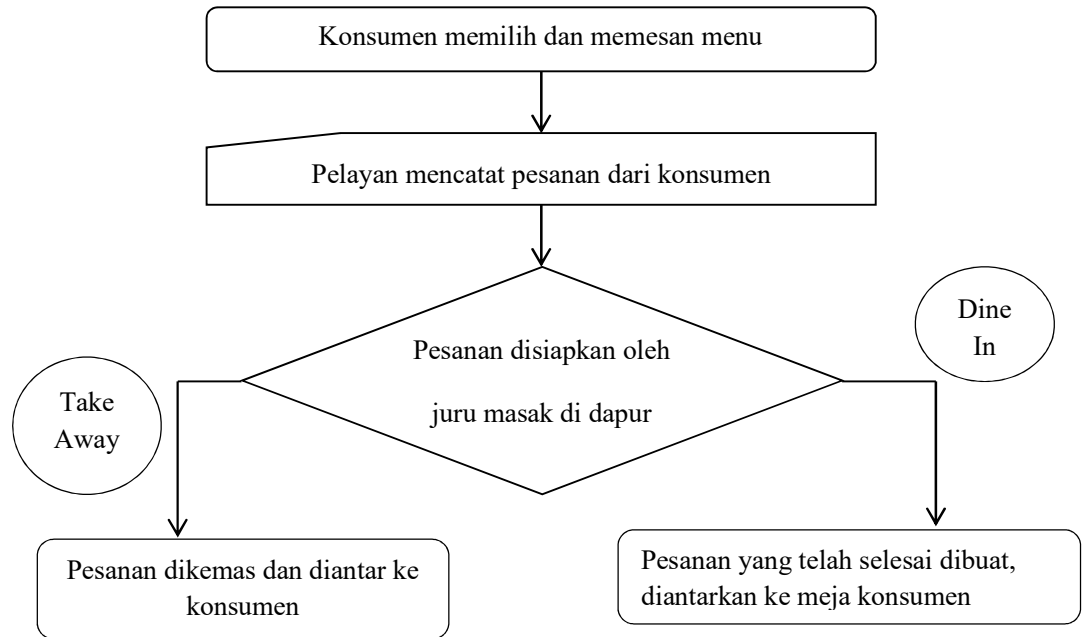 Konsumen memilih dan memesan menu
Pelayan mencatat pesanan dari konsumen
Pesanan disiapkan oleh
juru masak di dapur
Take
Away
Dine
In
Pesanan dikemas dan diantar ke
konsumen
Pesanan yang telah selesai dibuat,
diantarkan ke meja konsumen